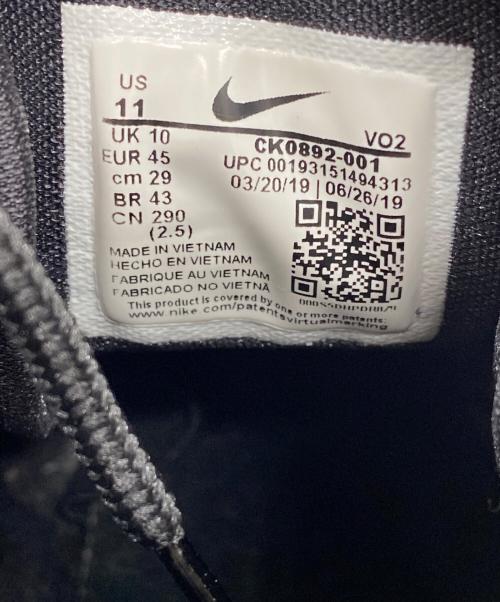 US
11
UK 10
EUR 45
cm 29
BR 43
CN 290
(2.5)
VO2
CK0892-001
UPC 00193151494313
03/20/19 | 06/26/19
MADE IN VIETNAM
HECHO EN VIETNAM
FABRIQUE AU VIETNAM
FABRICADO NO VIETNÃ
This product is covered by one or more patents:
www.nike.com/patentsvirtualmarking